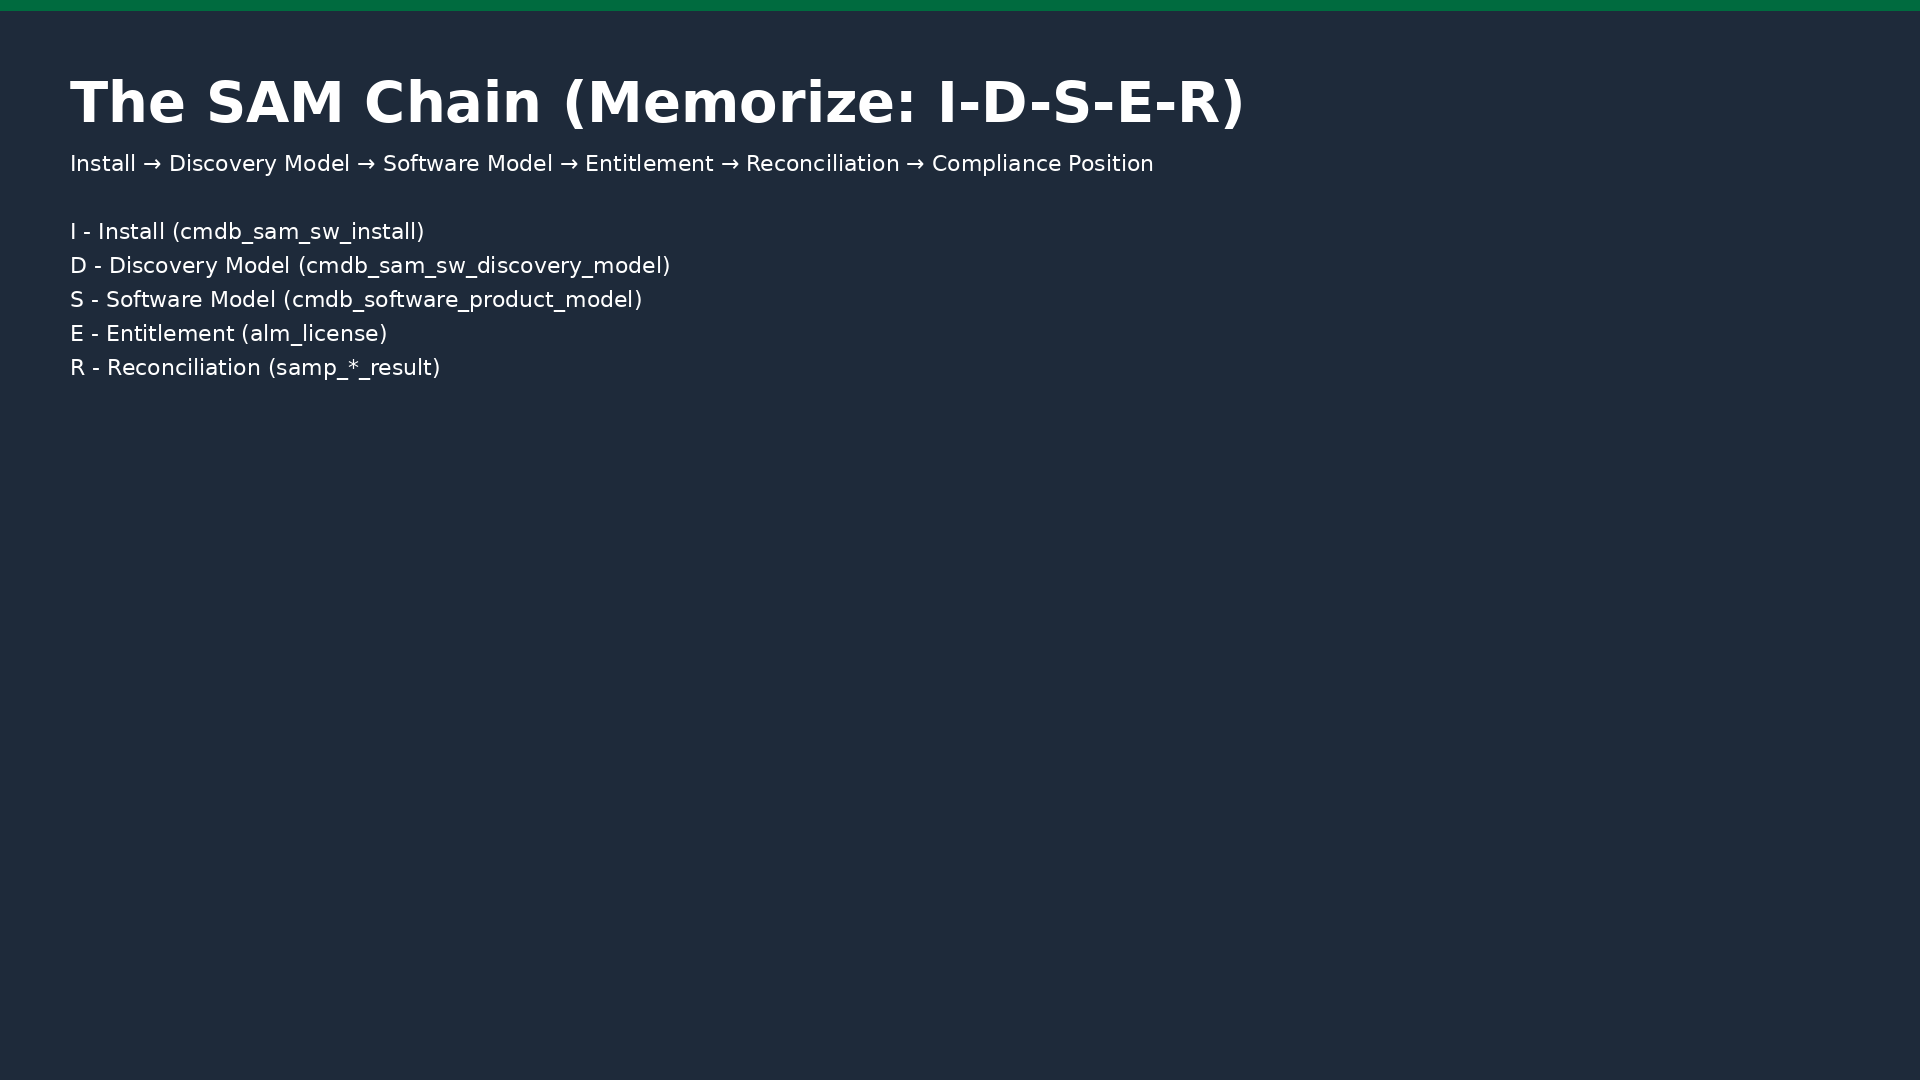 The SAM Chain (Memorize: I-D-S-E-R)
Install → Discovery Model → Software Model → Entitlement → Reconciliation → Compliance Position
I - Install (cmdb_sam_sw_install)
D - Discovery Model (cmdb_sam_sw_discovery_model)
S - Software Model (cmdb_software_product_model)
E - Entitlement (alm_license)
R - Reconciliation (samp_*_result)